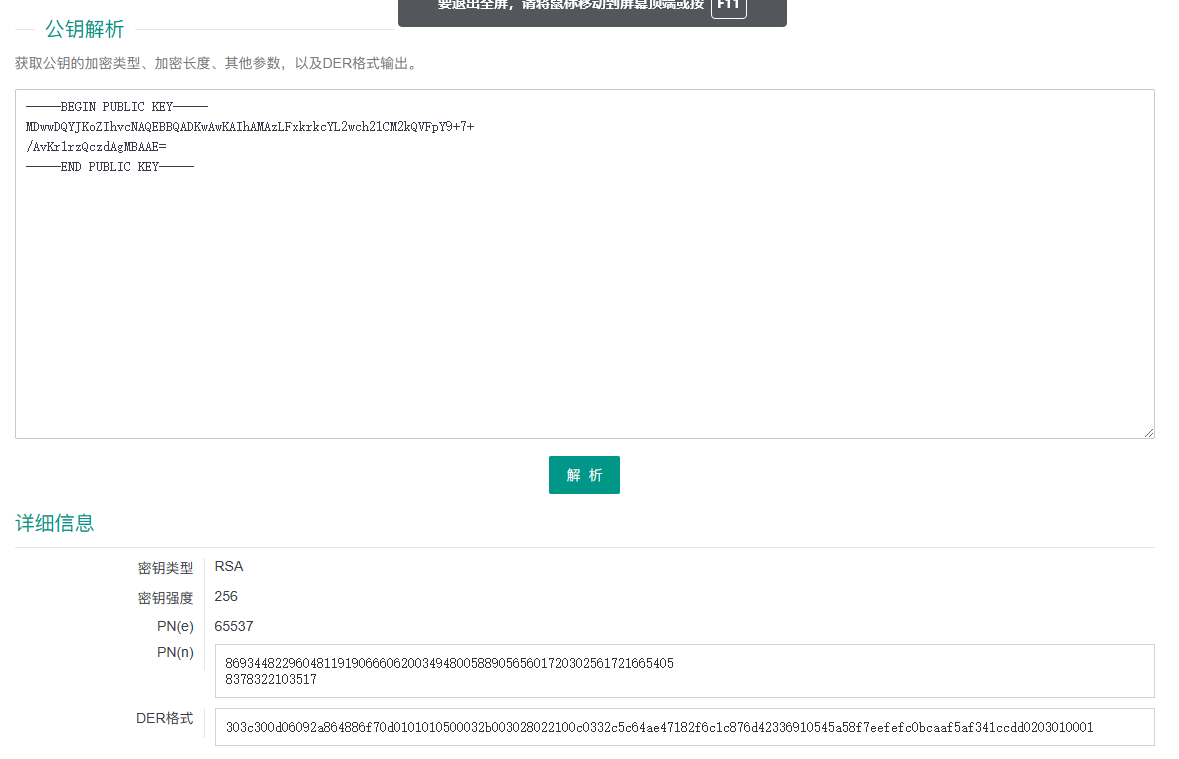 要退出全屏，请将鼠标移动到屏幕顶端或按 F11
公钥解析
获取公钥的加密类型、加密长度、其他参数，以及DER格式输出。
-----BEGIN PUBLIC KEY-----
MDwwDQYJKoZIhvcNAQEBBQADKwAwKAIhAMAzLFxkrkcYL2wch21CM2kQVFpY9+7+
/AvKr1rzQczdAgMBAAE=
-----END PUBLIC KEY-----
解 析
详细信息
密钥类型 RSA
密钥强度 256
PN(e) 65537
PN(n) 8693448229604811919066606200349480058890565601720302561721665405
8378322103517
DER格式 303c300d06092a864886f70d0101010500032b003028022100c0332c5c64ae47182f6c1c876d42336910545a58f7eefefc0bcaaf5af341ccdd0203010001